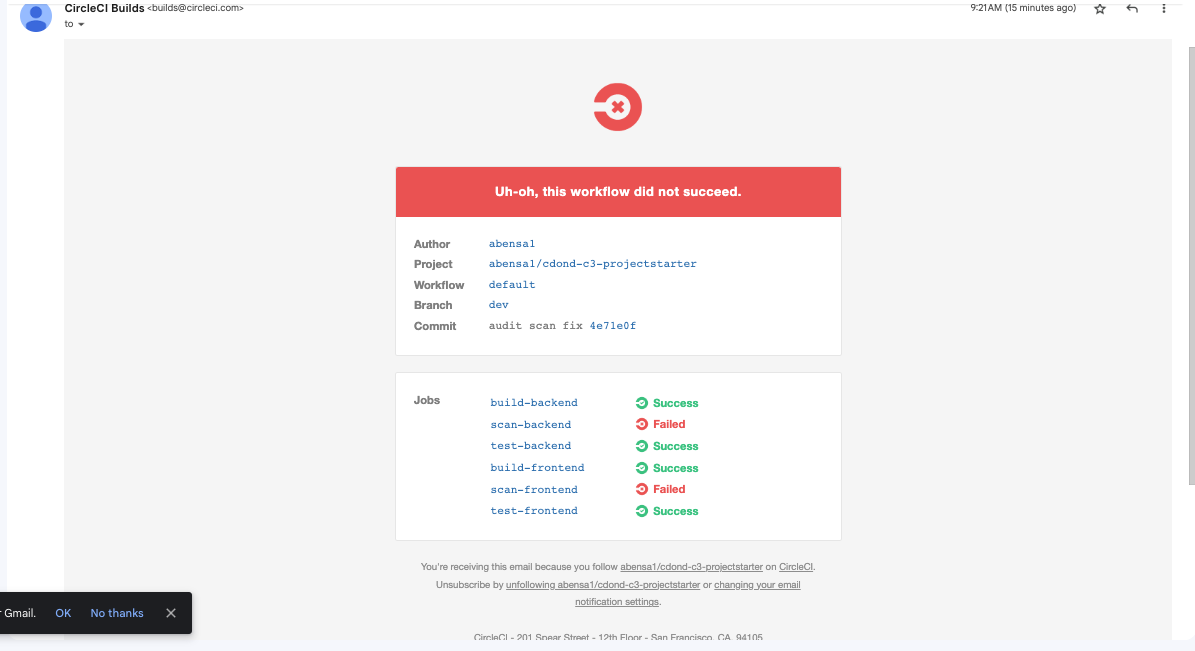 CircleCI Builds <builds@circleci.com>
9:21AM (15 minutes ago)
to
Uh-oh, this workflow did not succeed.
Author abensa1
Project abensa1/cdond-c3-projectstarter
Workflow default
Branch dev
Commit audit scan fix 4e71e0f
Jobs build-backend Success
scan-backend Failed
test-backend Success
build-frontend Success
scan-frontend Failed
test-frontend Success
You're receiving this email because you follow abensa1/cdond-c3-projectstarter on CircleCI.
Unsubscribe by unfollowing abensa1/cdond-c3-projectstarter or changing your email
notification settings.
Gmail. OK No thanks
CircleCI - 201 Spear Street - 12th Floor - San Francisco, CA, 94105